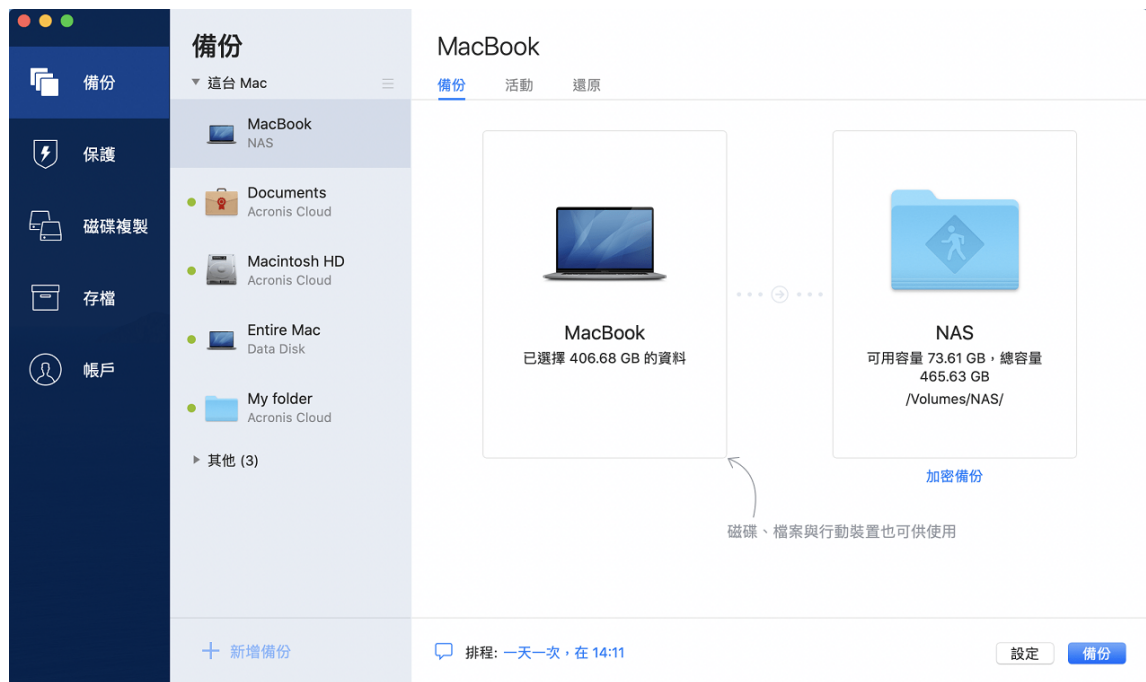 備份
保護
磁碟複製
存檔
帳戶
備份
這台 Mac
MacBook
NAS
Documents
Acronis Cloud
Macintosh HD
Acronis Cloud
Entire Mac
Data Disk
My folder
Acronis Cloud
其他 (3)
新增備份
MacBook
備份 活動 還原
MacBook
已選擇 406.68 GB 的資料
NAS
可用容量 73.61 GB，總容量
465.63 GB
/Volumes/NAS/
加密備份
磁碟、檔案與行動裝置也可供使用
排程: 一天一次，在 14:11
設定
備份